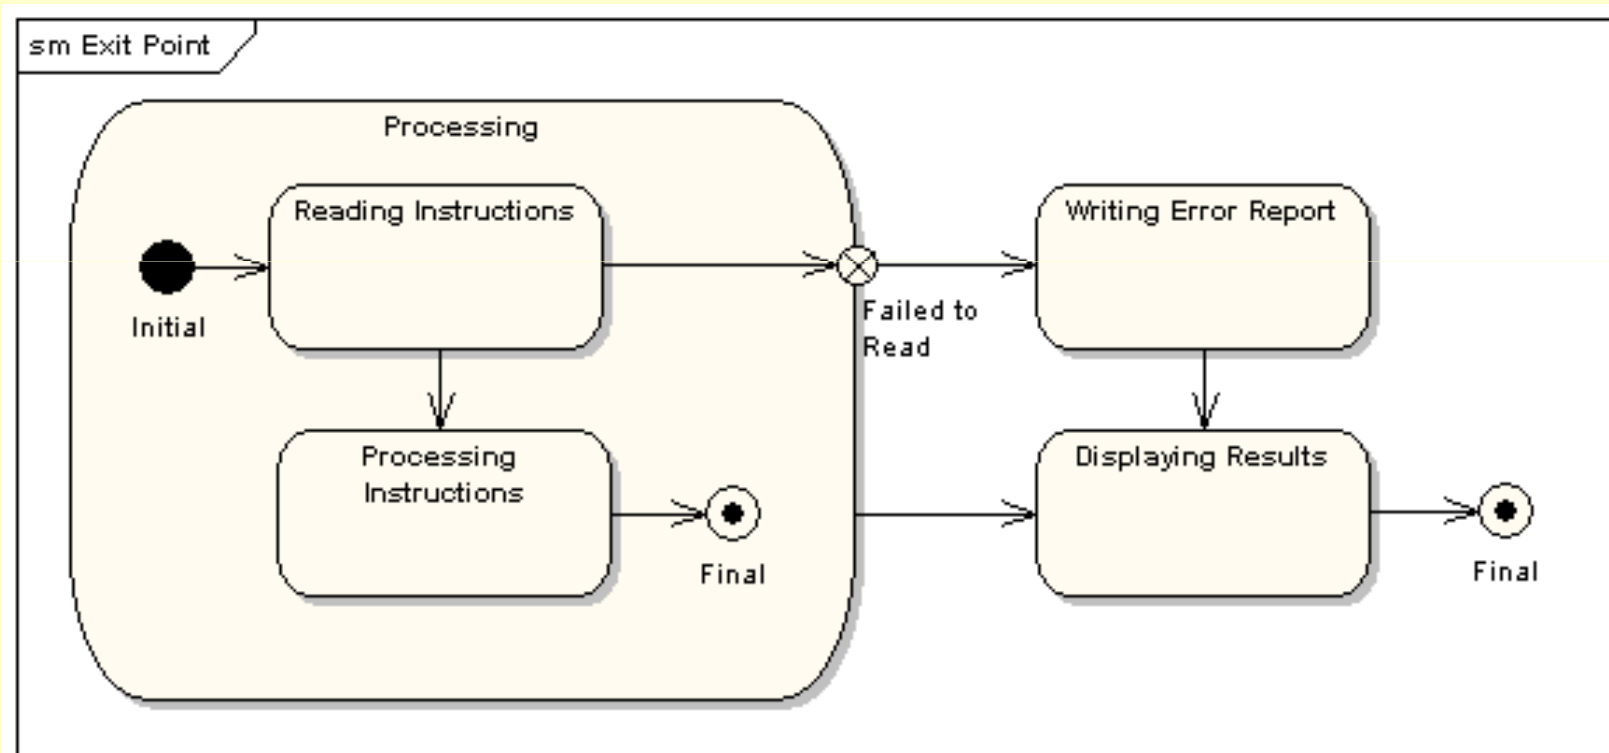 sm Exit Point
Processing
Reading Instructions
Writing Error Report
Initial
Failed to
Read
Processing
Instructions
Displaying Results
Final
Final